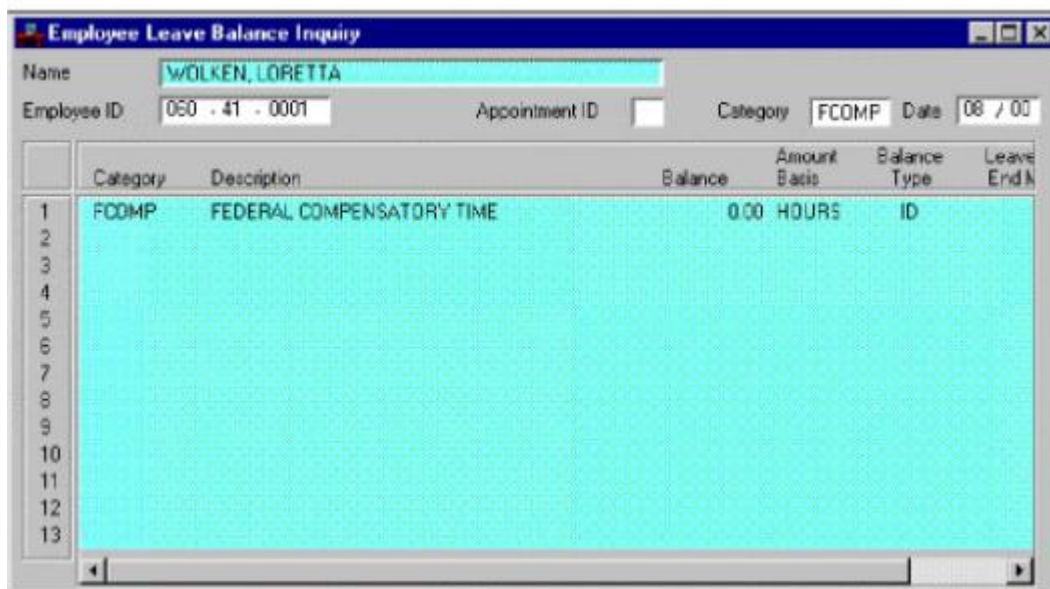 Employee Leave Balance Inquiry
Name WOLKEN, LORETTA
Employee ID 060 - 41 - 0001 Appointment ID Category FCOMP Date 08 / 00
Amount Balance Leave
Category Description Balance Basis Type End M
1 FCOMP FEDERAL COMPENSATORY TIME 0.00 HOURS ID
2
3
4
5
6
7
8
9
10
11
12
13